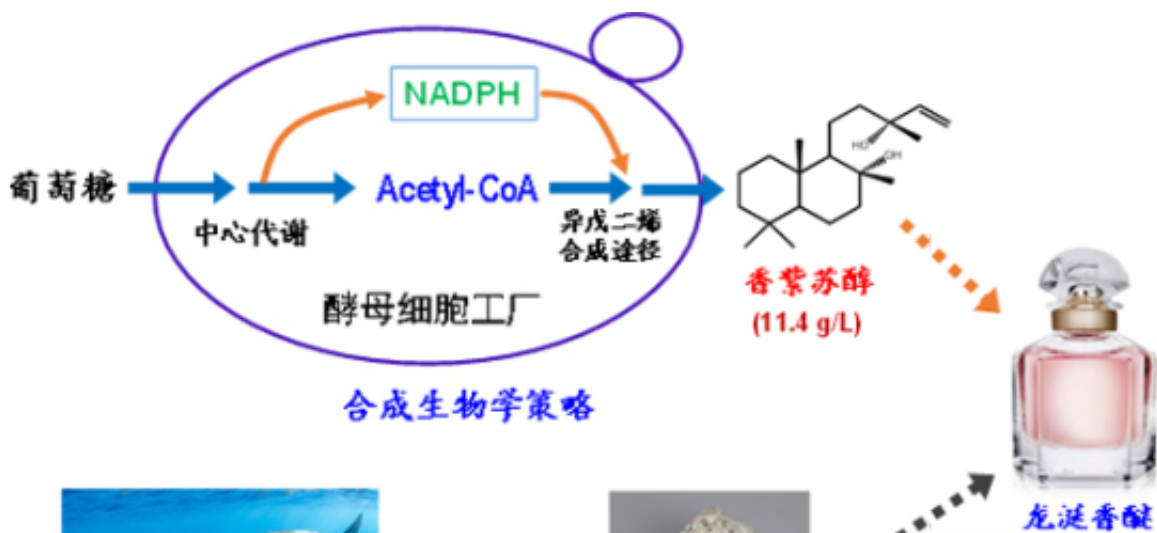 NADPH
葡萄糖
Acetyl-CoA
中心代谢
异戊二烯
合成途径
HO
OH
酵母细胞工厂
香紫苏醇
(11.4 g/L)
合成生物学策略
龙涎香醚